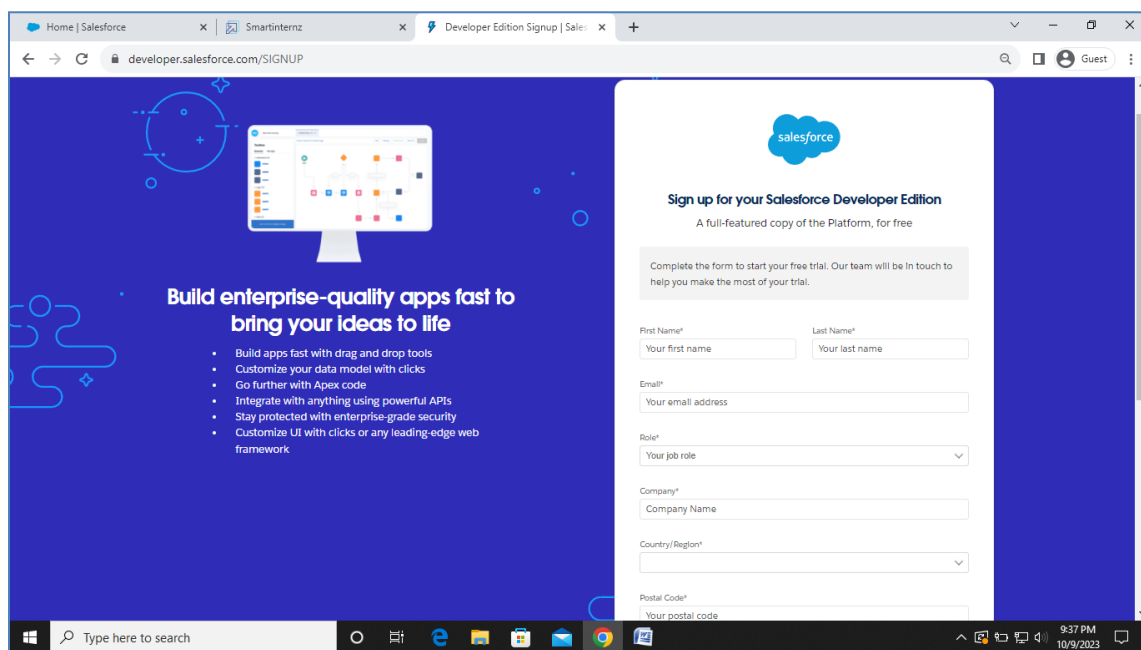 Home | Salesforce
Smartinternz
Developer Edition Signup | Sales
developer.salesforce.com/SIGNUP
Guest
Build enterprise-quality apps fast to
bring your ideas to life
• Build apps fast with drag and drop tools
• Customize your data model with clicks
• Go further with Apex code
• Integrate with anything using powerful APIs
• Stay protected with enterprise-grade security
• Customize UI with clicks or any leading-edge web
framework
salesforce
Sign up for your Salesforce Developer Edition
A full-featured copy of the Platform, for free
Complete the form to start your free trial. Our team will be in touch to
help you make the most of your trial.
First Name*
Last Name*
Your first name
Your last name
Email*
Your email address
Role*
Your job role
Company*
Company Name
Country/Region*
Postal Code*
Your postal code
Type here to search
9:37 PM
10/9/2023